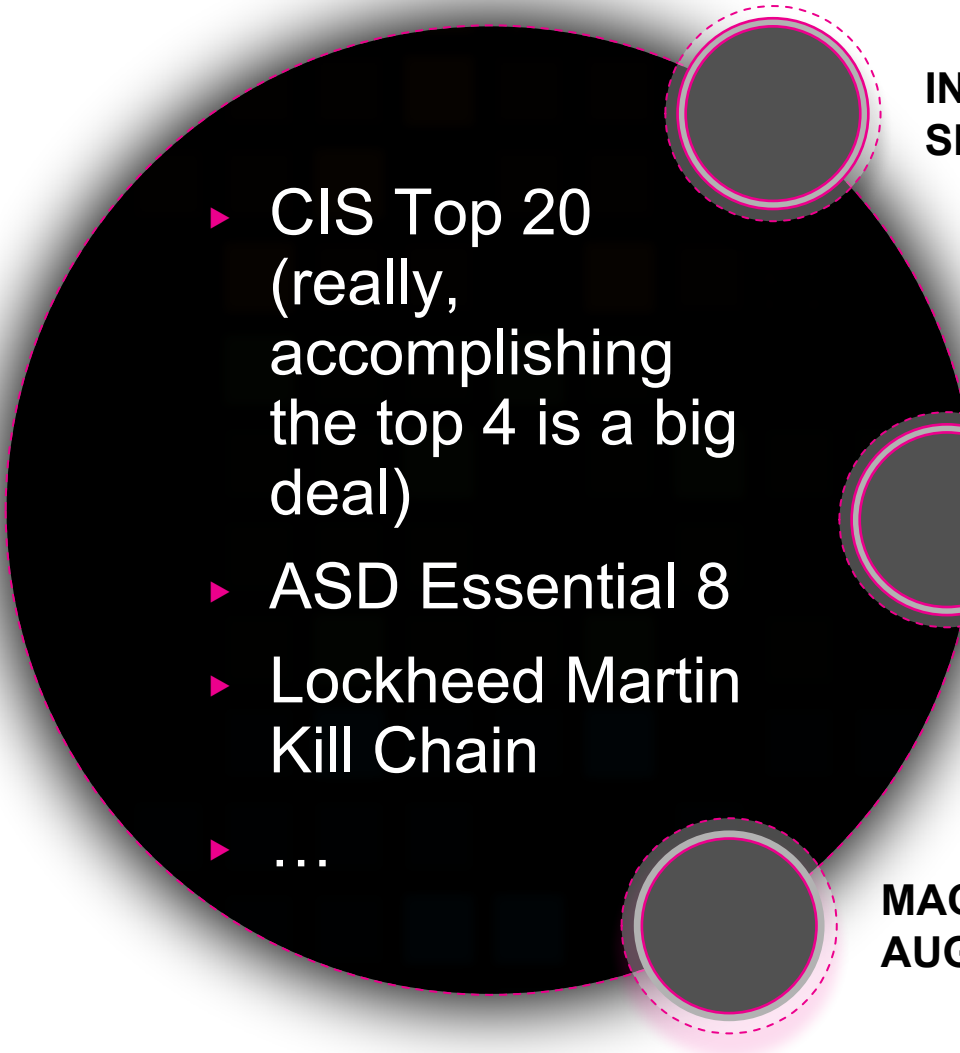 CIS Top 20
(really,
accomplishing
the top 4 is a big
deal)
ASD Essential 8
Lockheed Martin
Kill Chain
…